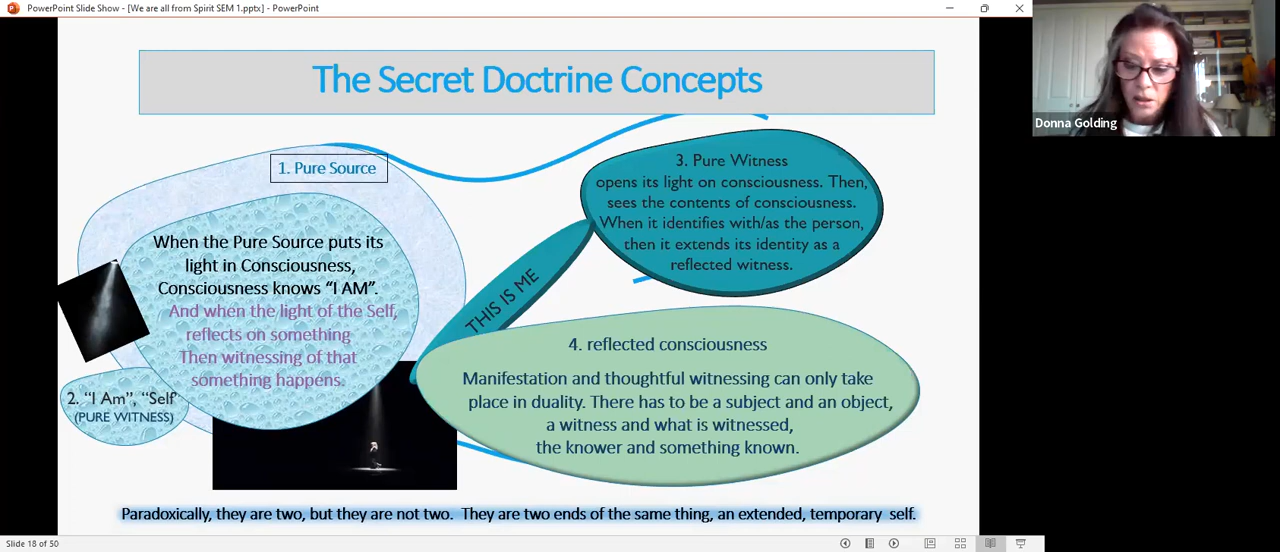 PowerPoint Slide Show - [We are all from Spirit SEM 1.pptx] - PowerPoint
The Secret Doctrine Concepts
1. Pure Source
When the Pure Source puts its
light in Consciousness,
Consciousness knows “I AM”.
And when the light of the Self,
reflects on something
Then witnessing of that
something happens.
2. “I Am”, “Self”
(PURE WITNESS)
THIS IS ME
3. Pure Witness
opens its light on consciousness. Then,
sees the contents of consciousness.
When it identifies with/as the person,
then it extends its identity as a
reflected witness.
4. reflected consciousness
Manifestation and thoughtful witnessing can only take
place in duality. There has to be a subject and an object,
a witness and what is witnessed,
the knower and something known.
Paradoxically, they are two, but they are not two. They are two ends of the same thing, an extended, temporary self.
Slide 18 of 50
Donna Golding